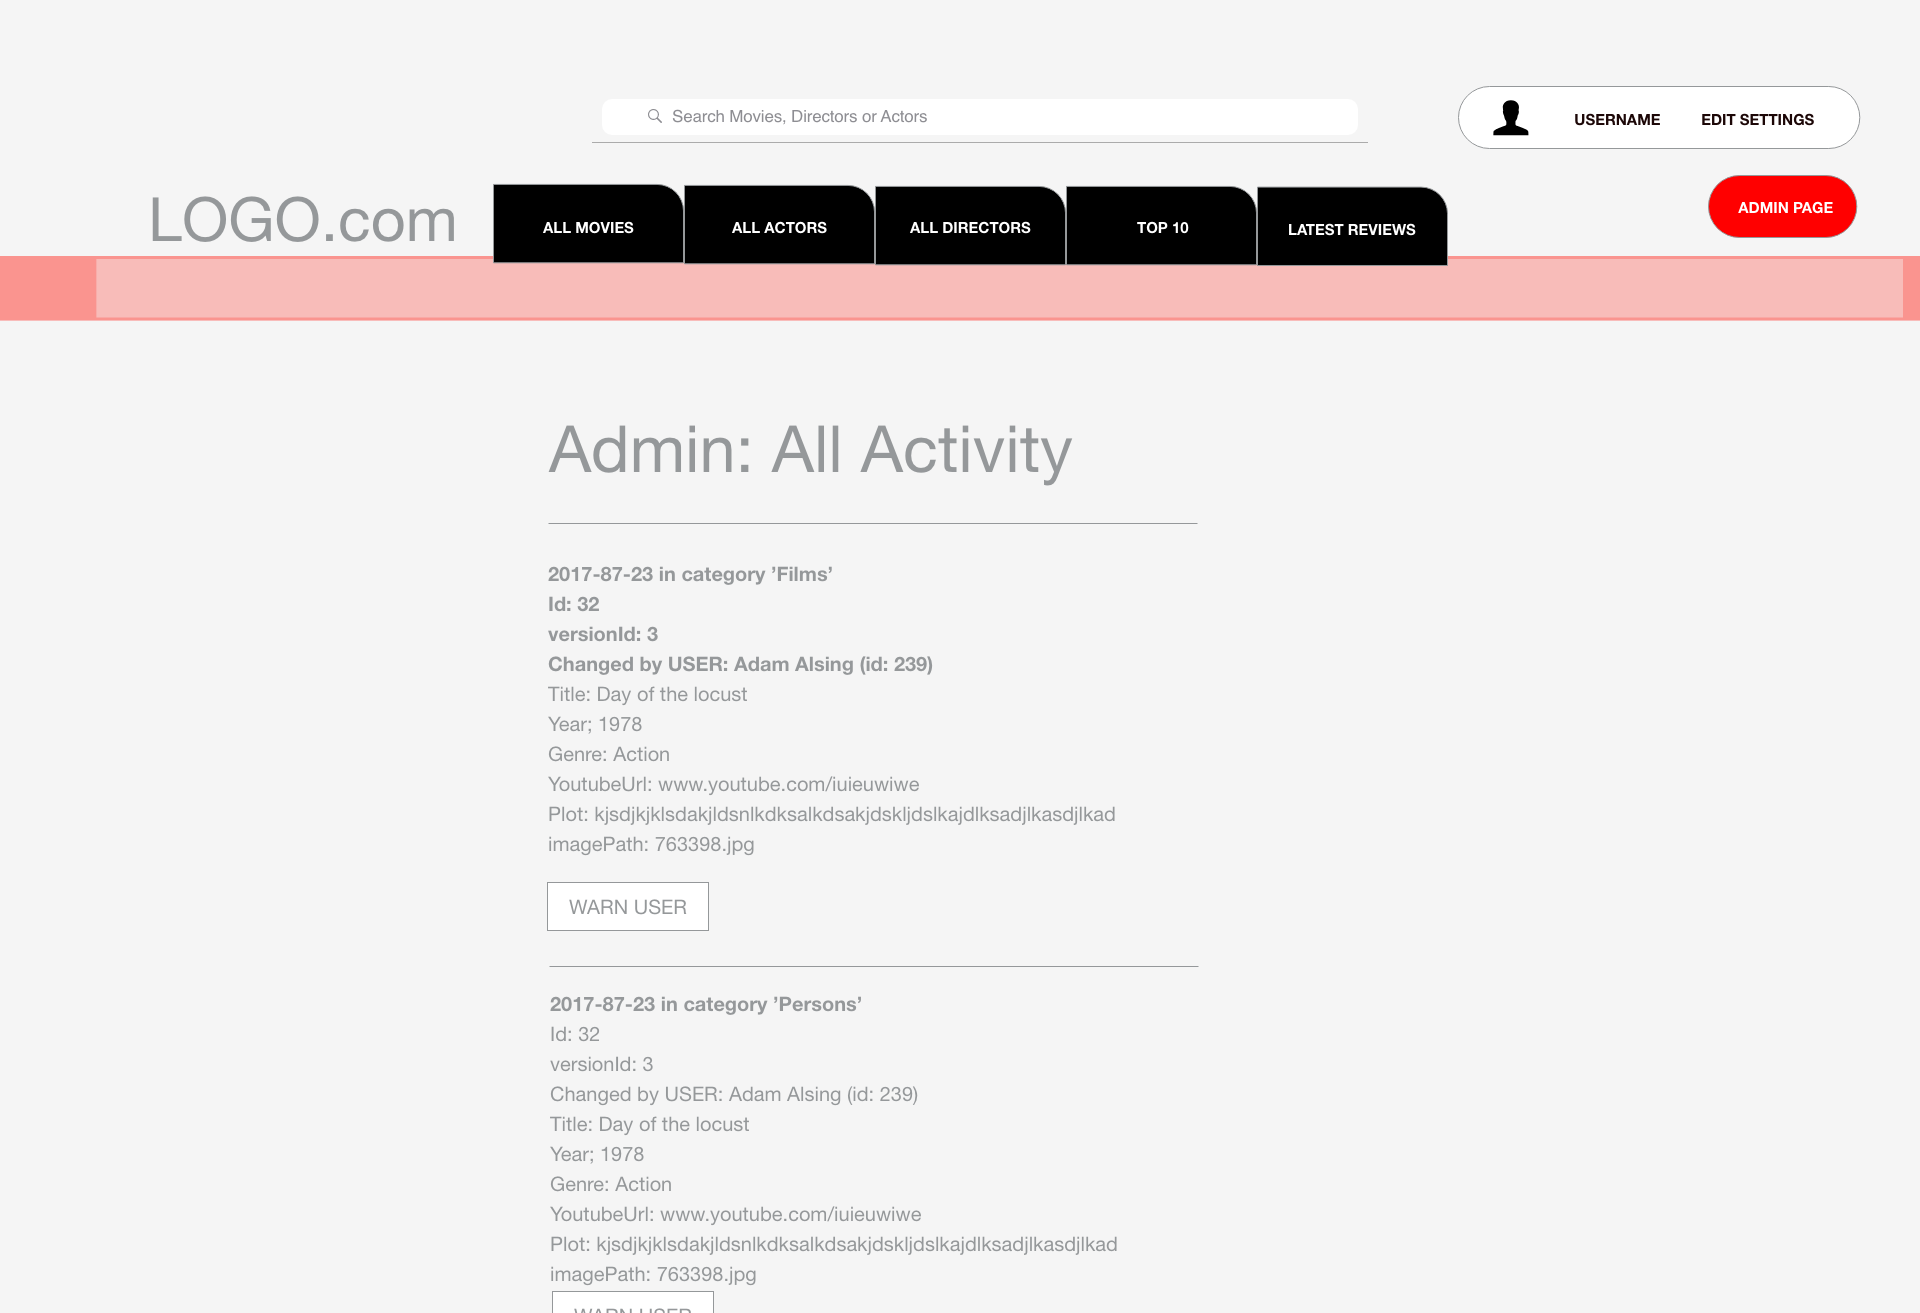 Search Movies, Directors or Actors
USERNAME EDIT SETTINGS
LOGO.com
ALL MOVIES ALL ACTORS ALL DIRECTORS TOP 10 LATEST REVIEWS
ADMIN PAGE
Admin: All Activity
2017-87-23 in category ’Films’
Id: 32
versionId: 3
Changed by USER: Adam Alsing (id: 239)
Title: Day of the locust
Year; 1978
Genre: Action
YoutubeUrl: www.youtube.com/iuieuwiwe
Plot: kjsdjkjklsdakjldsnlkdksalkdsakjdskljdslkajdlksadjlkasdjlkad
imagePath: 763398.jpg
WARN USER
2017-87-23 in category ’Persons’
Id: 32
versionId: 3
Changed by USER: Adam Alsing (id: 239)
Title: Day of the locust
Year; 1978
Genre: Action
YoutubeUrl: www.youtube.com/iuieuwiwe
Plot: kjsdjkjklsdakjldsnlkdksalkdsakjdskljdslkajdlksadjlkasdjlkad
imagePath: 763398.jpg
WARN USER